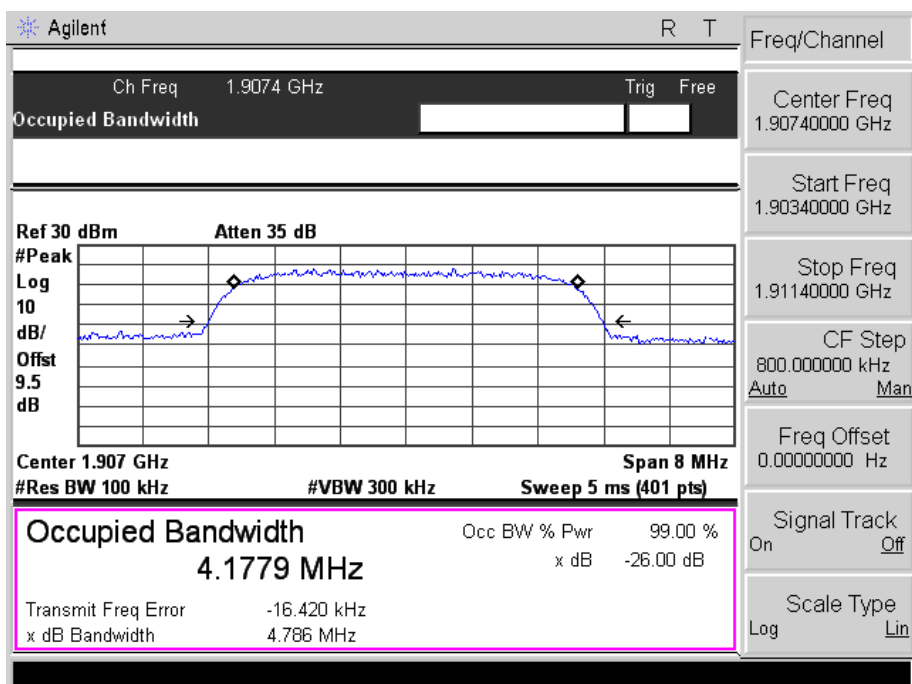 Agilent R T
Ch Freq 1.9074 GHz Trig Free
Occupied Bandwidth
Ref 30 dBm Atten 35 dB
#Peak
Log
10
dB/
Offst
9.5
dB
Center 1.907 GHz Span 8 MHz
#Res BW 100 kHz #VBW 300 kHz Sweep 5 ms (401 pts)
Occupied Bandwidth Occ BW % Pwr 99.00 %
4.1779 MHz x dB -26.00 dB
Transmit Freq Error -16.420 kHz
x dB Bandwidth 4.786 MHz
Freq/Channel
Center Freq
1.90740000 GHz
Start Freq
1.90340000 GHz
Stop Freq
1.91140000 GHz
CF Step
800.000000 kHz
Auto Man
Freq Offset
0.00000000 Hz
Signal Track
On Off
Scale Type
Log Lin